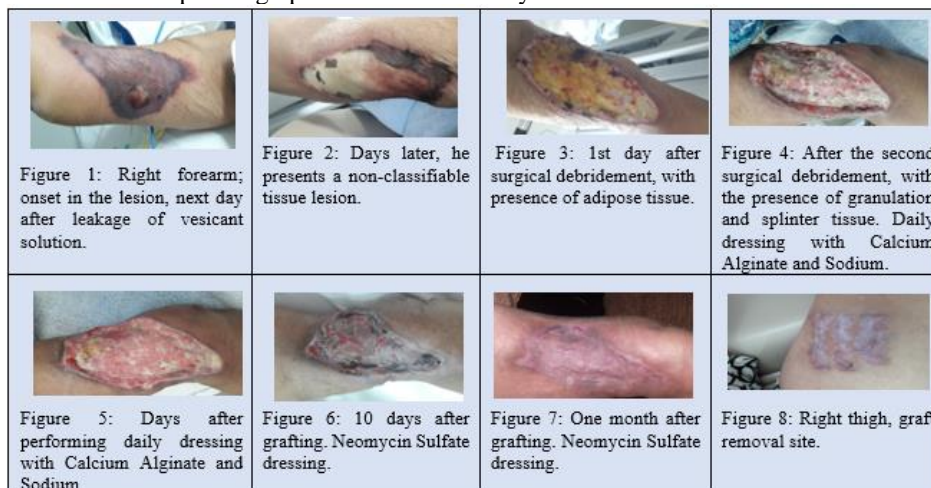 Figure 1: Right forearm;
onset in the lesion, next day
after leakage of vesicant
solution.
Figure 2: Days later, he
presents a non-classifiable
tissue lesion.
Figure 3: 1st day after
surgical debridement, with
presence of adipose tissue.
Figure 4: After the second
surgical debridement, with
the presence of granulation
and splinter tissue. Daily
dressing with Calcium
Alginate and Sodium.
Figure 5: Days after
performing daily dressing
with Calcium Alginate and
Sodium
Figure 6: 10 days after
grafting. Neomycin Sulfate
dressing.
Figure 7: One month after
grafting. Neomycin Sulfate
dressing.
Figure 8: Right thigh, graft
removal site.